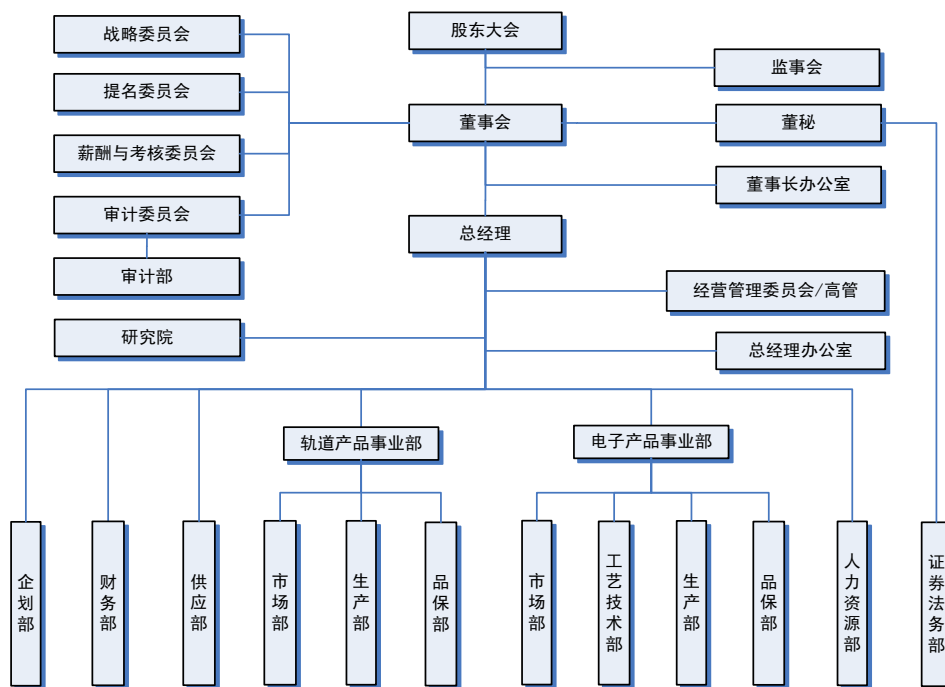 战略委员会
股东大会
监事会
提名委员会
董事会
董秘
薪酬与考核委员会
董事长办公室
审计委员会
总经理
审计部
经营管理委员会/高管
研究院
总经理办公室
轨道产品事业部
电子产品事业部
企划部
财务部
供应部
市场部
生产部
品保部
市场部
工艺技术部
生产部
品保部
人力资源部
证券法务部